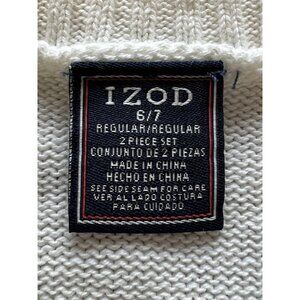 IZOD
6/7
REGULAR/REGULAR
2 PIECE SET
CONJUNTO DE 2 PIEZAS
MADE IN CHINA
HECHO EN CHINA
SEE SIDE SEAM FOR CARE
VER AL LADO COSTURA
PARA CUIDADO